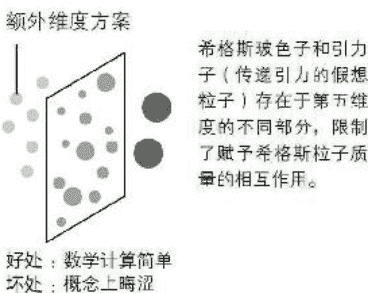 额外维度方案
希格斯玻色子和引力
子（传递引力的假想
粒子）存在于第五维
度的不同部分，限制
了赋予希格斯粒子质
量的相互作用。
好处：数学计算简单
坏处：概念上晦涩